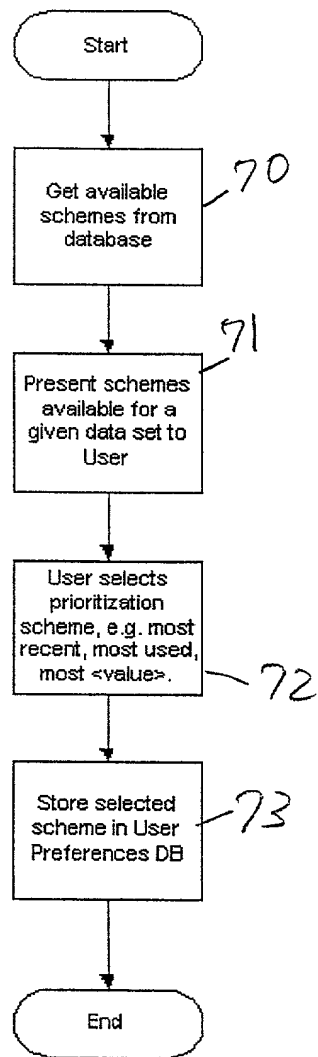 Start
70
Get available
schemes from
database
71
Present schemes
available for a
given data set to
User
User selects
prioritization
scheme, e.g. most
recent, most used,
most <value>.
72
73
Store selected
scheme in User
Preferences DB
End